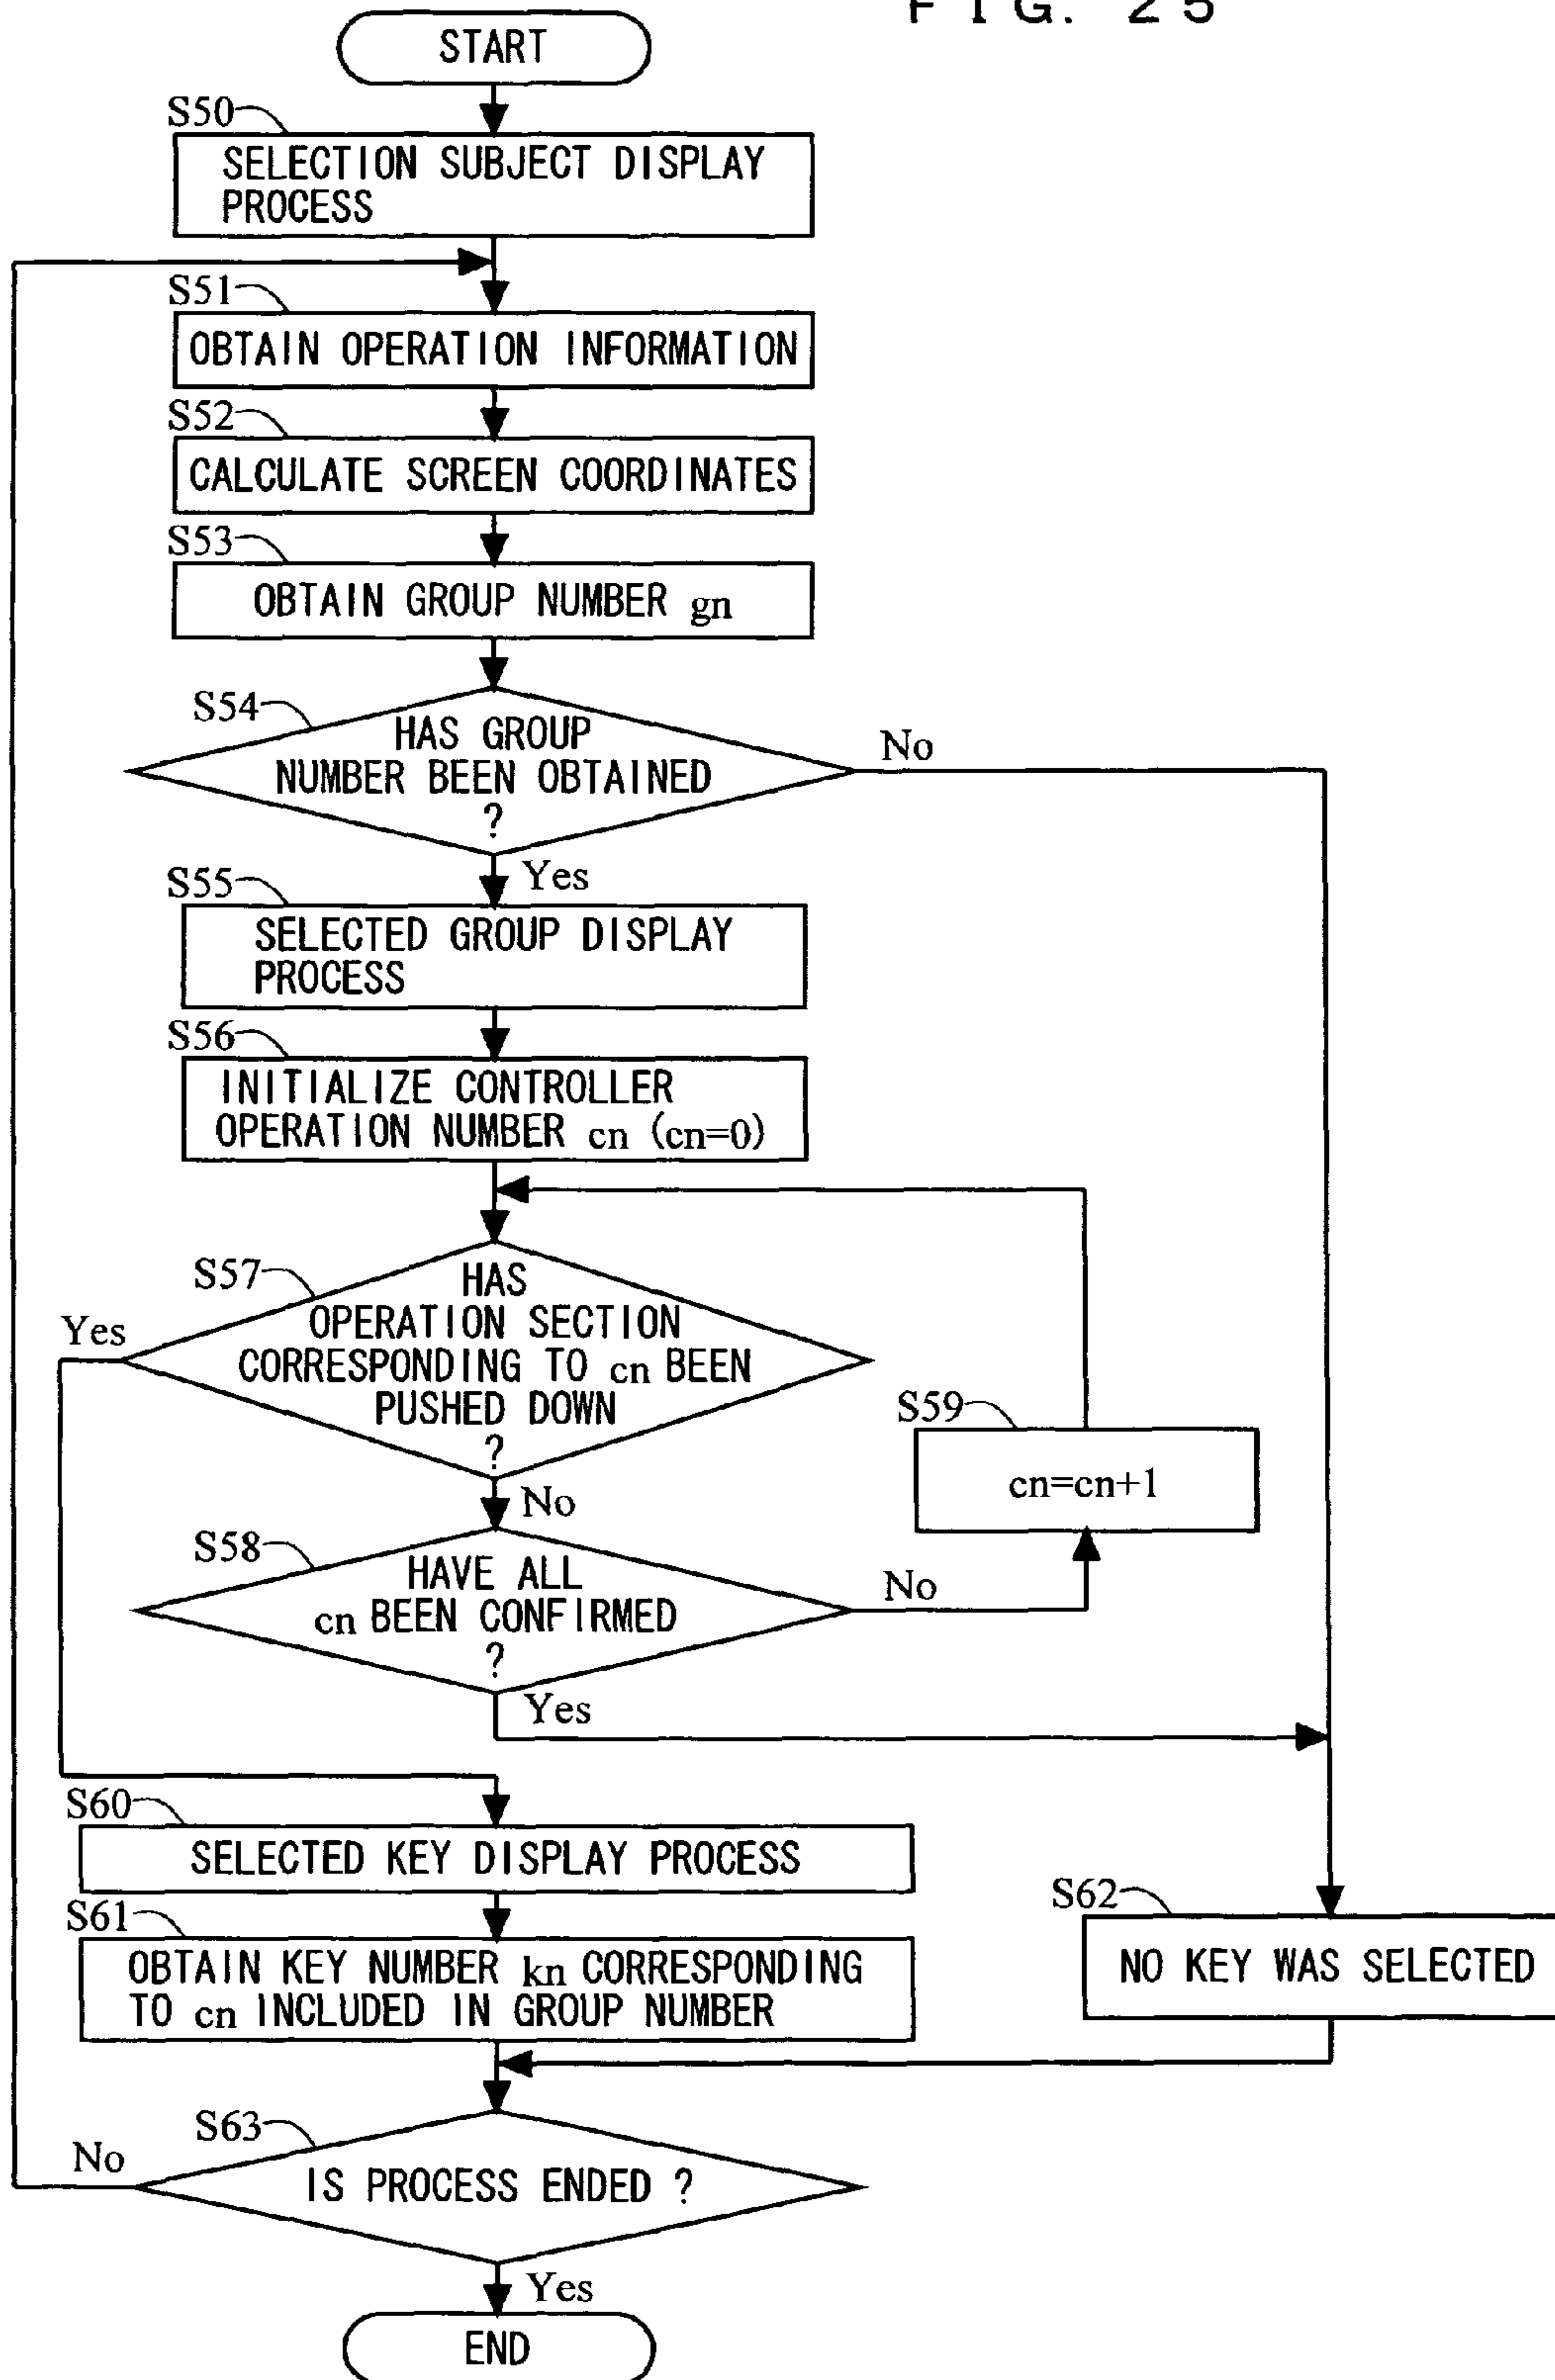 FIG. 25
START
S50
SELECTION SUBJECT DISPLAY
PROCESS
S51
OBTAIN OPERATION INFORMATION
S52
CALCULATE SCREEN COORDINATES
S53
OBTAIN GROUP NUMBER gn
S54
HAS GROUP
NUMBER BEEN OBTAINED
?
No
Yes
S55
SELECTED GROUP DISPLAY
PROCESS
S56
INITIALIZE CONTROLLER
OPERATION NUMBER cn (cn=0)
S57
HAS
OPERATION SECTION
CORRESPONDING TO cn BEEN
PUSHED DOWN
?
Yes
No
S59
cn=cn+1
S58
HAVE ALL
cn BEEN CONFIRMED
?
No
Yes
S60
SELECTED KEY DISPLAY PROCESS
S61
OBTAIN KEY NUMBER kn CORRESPONDING
TO cn INCLUDED IN GROUP NUMBER
S62
NO KEY WAS SELECTED
S63
IS PROCESS ENDED ?
No
Yes
END